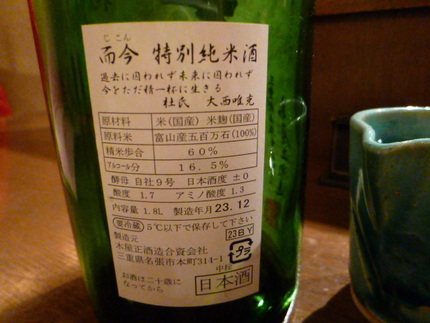 じこん
而今 特別純米酒
過去に囚われず未来に囚われず
今をただ精一杯に生きる
杜氏 大西唯克
原材料 米(国産) 米麹(国産)
原料米 富山産五百万石(100%)
精米歩合 60%
アルコール分 16.5%
酵母 自社9号 日本酒度 ±0
酸度 1.7 アミノ酸度 1.3
内容量 1.8L 製造年月 23.12
要冷蔵 5℃以下で保存して下さい
23BY
製造元
木屋正酒造合資会社
三重県名張市本町314-1
プラ
中栓
お酒は二十歳に
なってから
日本酒